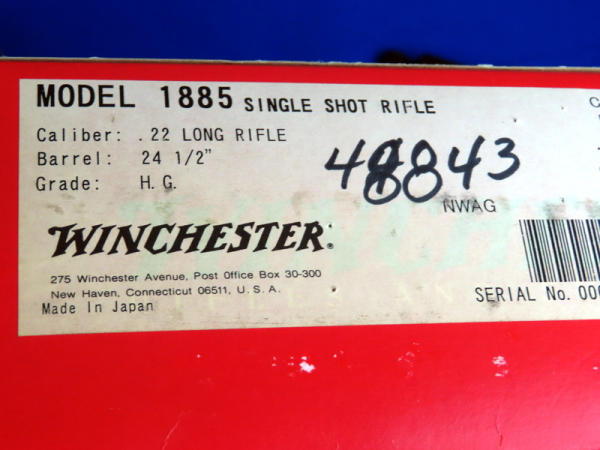 MODEL 1885 SINGLE SHOT RIFLE
Caliber: .22 LONG RIFLE
Barrel: 24 1/2"
Grade: H. G.
NWAG
WINCHESTER
275 Winchester Avenue, Post Office Box 30-300
New Haven, Connecticut 06511, U. S. A.
Made In Japan
SERIAL No. 00